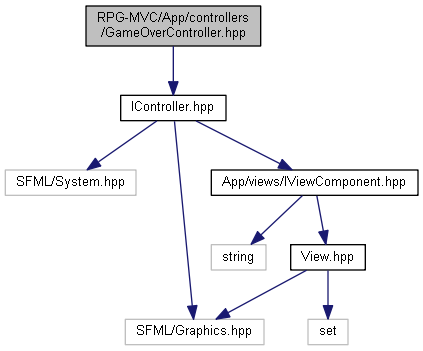 RPG-MVC/App/controllers
/GameOverController.hpp
IController.hpp
SFML/System.hpp
App/views/IViewComponent.hpp
string
View.hpp
SFML/Graphics.hpp
set